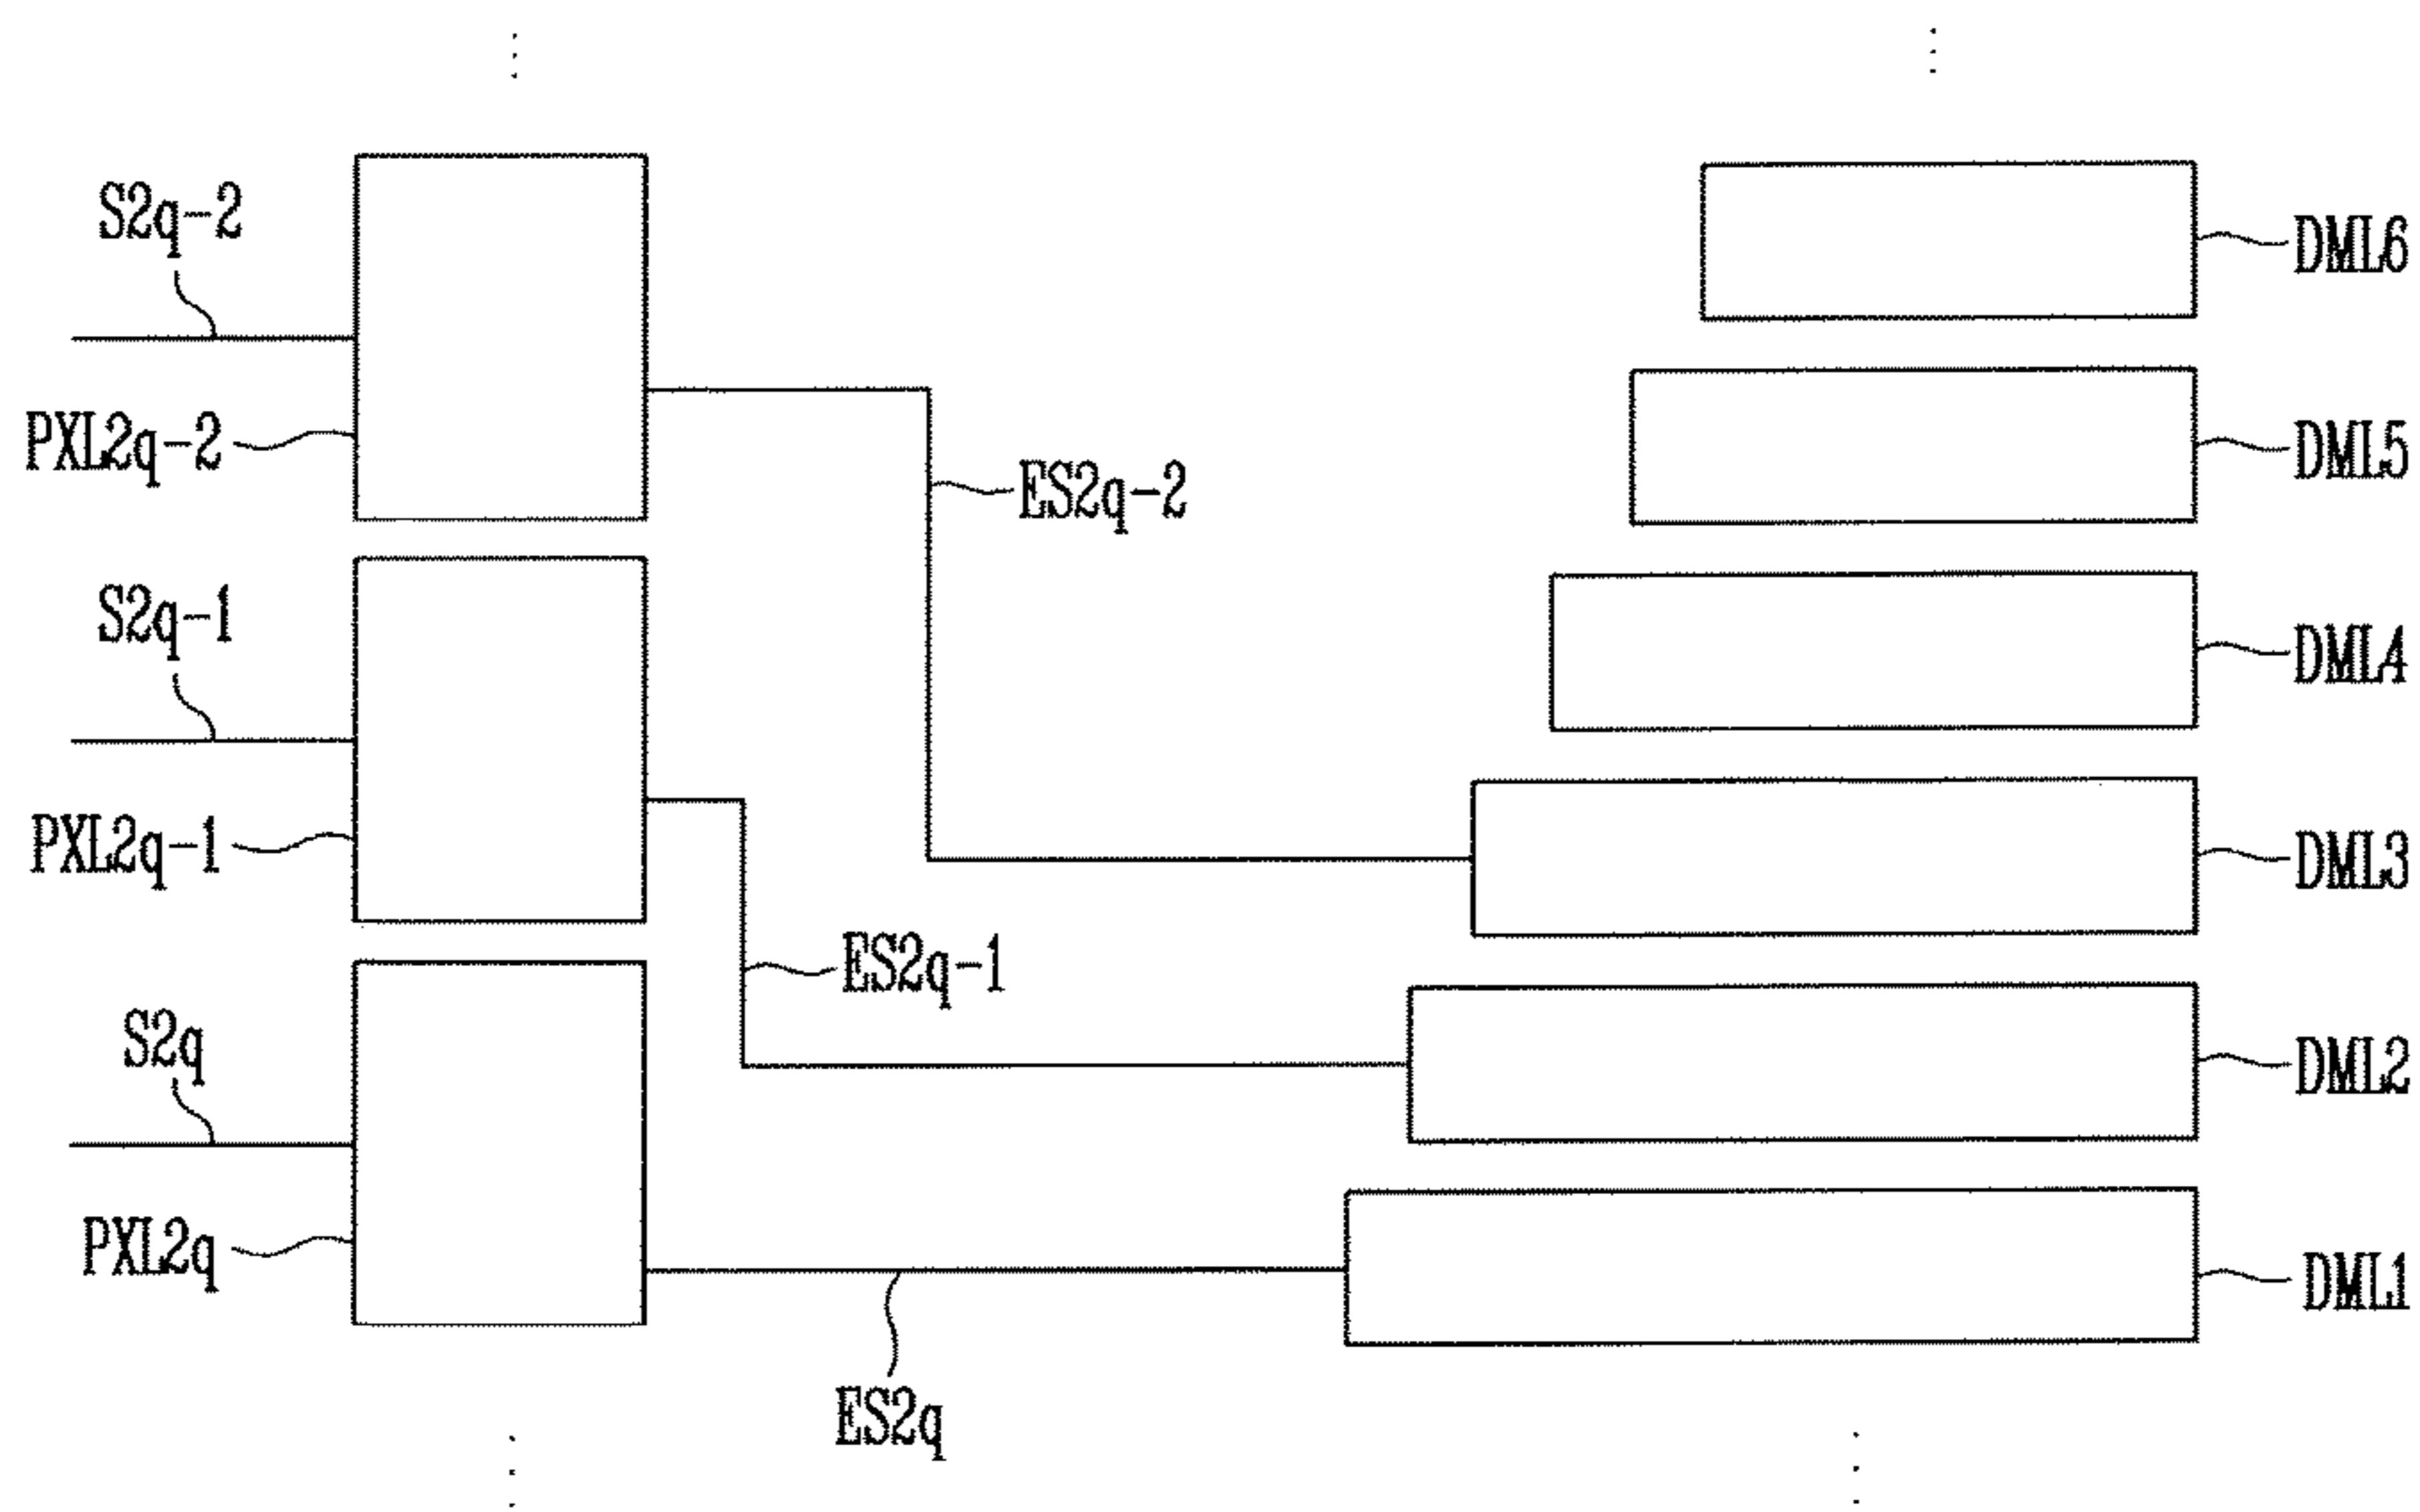 S2q-2
DML6
PXL2q-2
DML5
ES2q-2
S2q-1
DML4
PXL2q-1
DML3
ES2q-1
S2q
DML2
PXL2q
DML1
ES2q